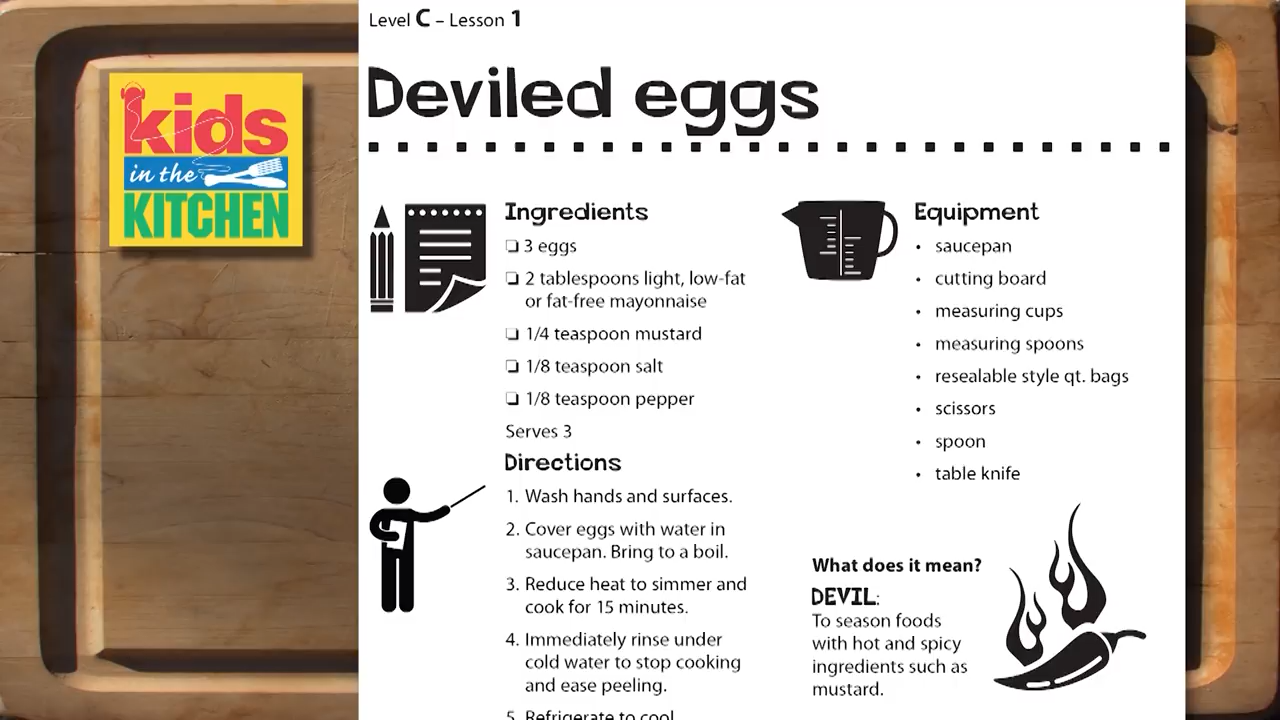 Level C – Lesson 1
Deviled eggs
kids
in the
KITCHEN
Ingredients
❏ 3 eggs
❏ 2 tablespoons light, low-fat
or fat-free mayonnaise
❏ 1/4 teaspoon mustard
❏ 1/8 teaspoon salt
❏ 1/8 teaspoon pepper
Serves 3
Directions
1. Wash hands and surfaces.
2. Cover eggs with water in
saucepan. Bring to a boil.
3. Reduce heat to simmer and
cook for 15 minutes.
4. Immediately rinse under
cold water to stop cooking
and ease peeling.
5. Refrigerate to cool
Equipment
• saucepan
• cutting board
• measuring cups
• measuring spoons
• resealable style qt. bags
• scissors
• spoon
• table knife
What does it mean?
DEVIL:
To season foods
with hot and spicy
ingredients such as
mustard.